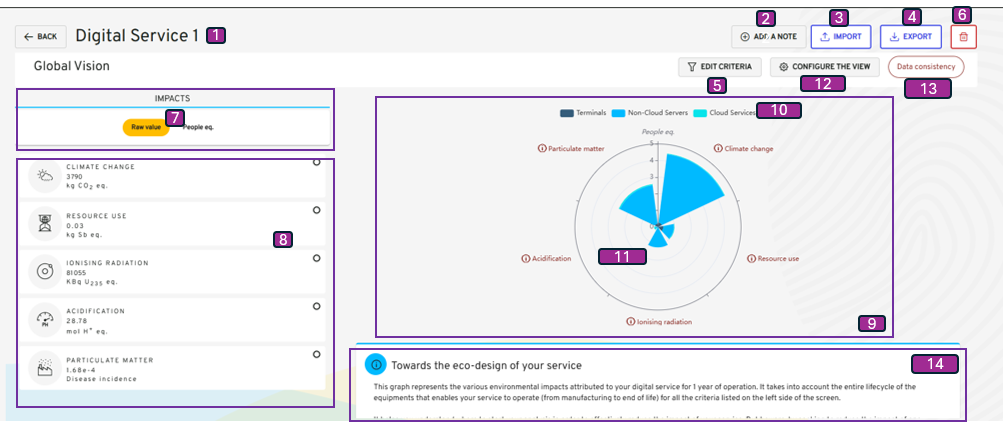 BACK
Digital Service 1
1
2
3
4
6
ADD A NOTE
IMPORT
EXPORT
Global Vision
EDIT CRITERIA
CONFIGURE THE VIEW
Data consistency
5
12
13
IMPACTS
7
Raw value
People eq.
CLIMATE CHANGE
3790
kg CO2 eq.
RESOURCE USE
0.03
kg Sb eq.
8
IONISING RADIATION
81055
KBq U235 eq.
ACIDIFICATION
28.78
mol H+ eq.
PH
PARTICULATE MATTER
1.68e-4
Disease incidence
Terminals
Non-Cloud Servers
Cloud Services
10
People eq.
5
4
3
0
Particulate matter
Climate change
Acidification
11
Resource use
Ionising radiation
9
Towards the eco-design of your service
14
This graph represents the various environmental impacts attributed to your digital service for 1 year of operation. It takes into account the entire lifecycle of the
equipments that enables your service to operate (from manufacturing to end of life) for all the criteria listed on the left side of the screen.